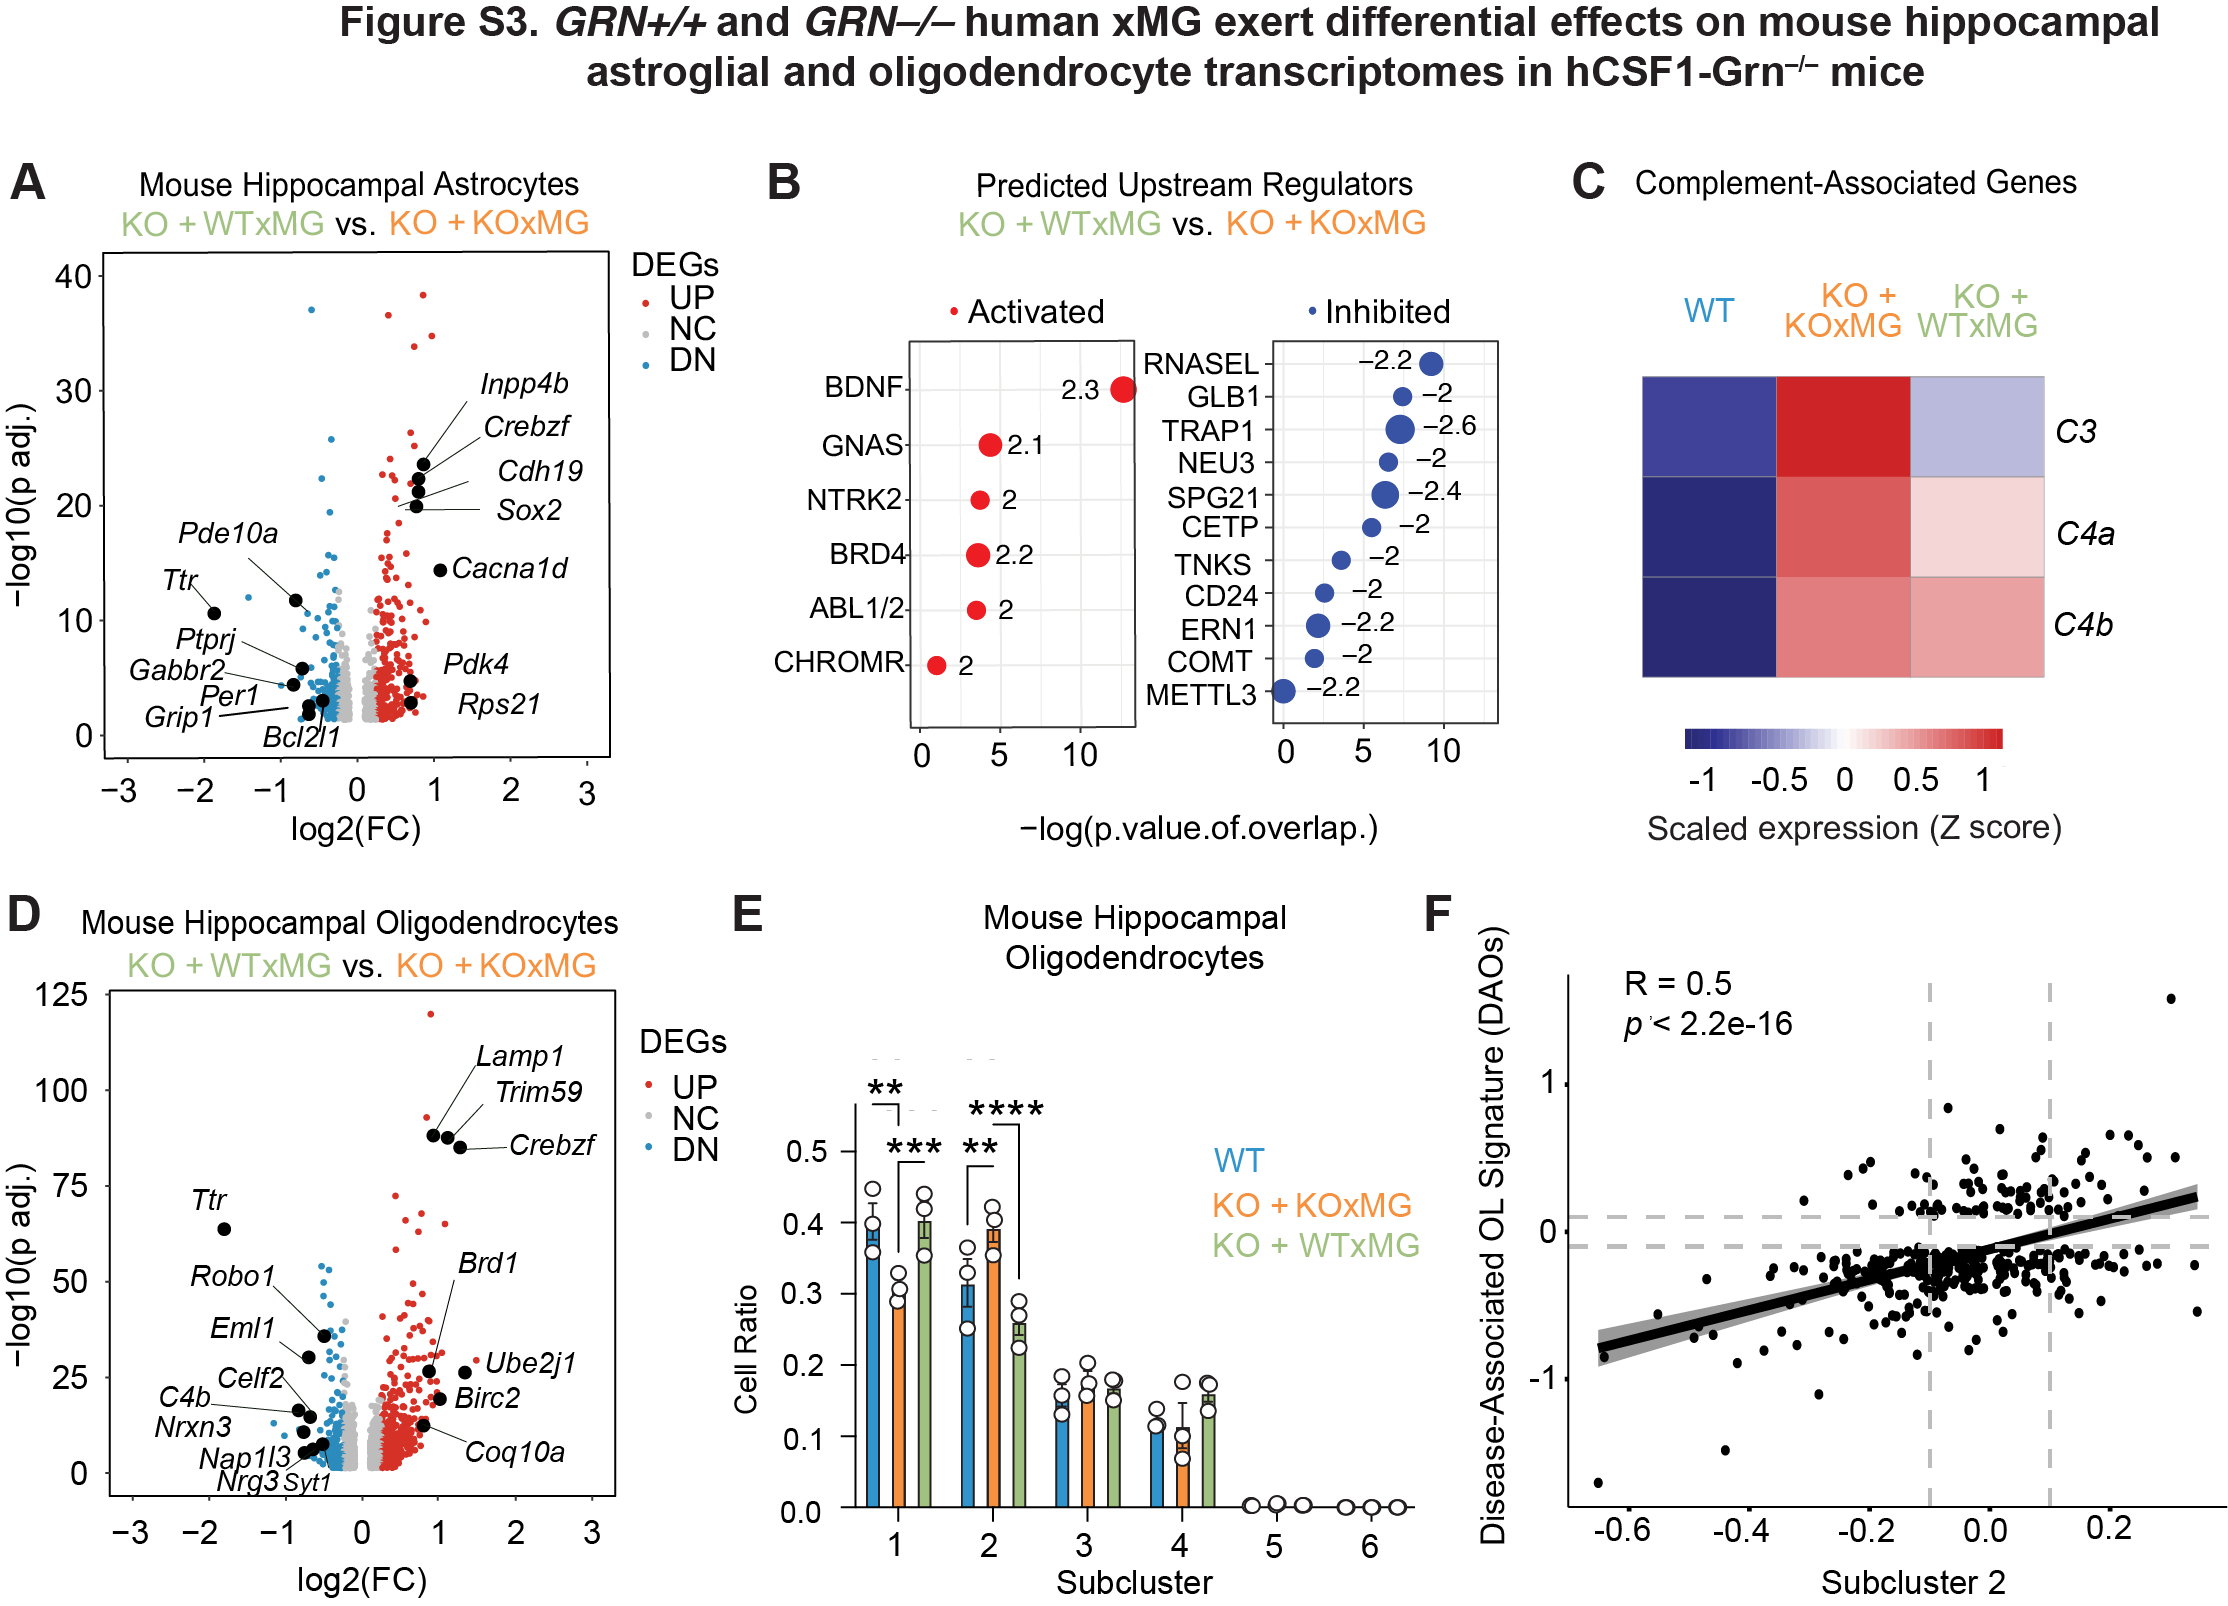 Figure S3. GRN+/+ and GRN–/– human xMG exert differential effects on mouse hippocampal
astroglial and oligodendrocyte transcriptomes in hCSF1-Grn–/– mice
A
Mouse Hippocampal Astrocytes
KO + WTxMG vs. KO + KOxMG
DEGs
UP
NC
DN
−log10(p adj.)
40
30
20
10
0
Inpp4b
Crebzf
Cdh19
Sox2
Cacna1d
Pde10a
Ttr
Ptprj
Gabbr2
Per1
Grip1
Bcl2l1
Pdk4
Rps21
−3 −2 −1 0 1 2 3
log2(FC)
B
Predicted Upstream Regulators
KO + WTxMG vs. KO + KOxMG
Activated
BDNF 2.3
GNAS 2.1
NTRK2 2
BRD4 2.2
ABL1/2 2
CHROMR 2
0 5 10
Inhibited
RNASEL −2.2
GLB1 −2
TRAP1 −2.6
NEU3 −2
SPG21 −2.4
CETP −2
TNKS −2
CD24 −2
ERN1 −2.2
COMT −2
METTL3 −2.2
0 5 10
−log(p.value.of.overlap.)
C
Complement-Associated Genes
WT
KO +
KOxMG
KO +
WTxMG
C3
C4a
C4b
-1 -0.5 0 0.5 1
Scaled expression (Z score)
D
Mouse Hippocampal Oligodendrocytes
KO + WTxMG vs. KO + KOxMG
DEGs
UP
NC
DN
−log10(p adj.)
125
100
75
50
25
0
Lamp1
Trim59
Crebzf
Ttr
Robo1
Eml1
Celf2
C4b
Nrxn3
Nap1l3
Nrg3
Syt1
Brd1
Ube2j1
Birc2
Coq10a
−3 −2 −1 0 1 2 3
log2(FC)
E
Mouse Hippocampal
Oligodendrocytes
Cell Ratio
0.5
0.4
0.3
0.2
0.1
0.0
**
***
**
****
WT
KO + KOxMG
KO + WTxMG
1 2 3 4 5 6
Subcluster
F
Disease-Associated OL Signature (DAOs)
R = 0.5
p < 2.2e-16
1
0
-1
-0.6 -0.4 -0.2 0.0 0.2
Subcluster 2